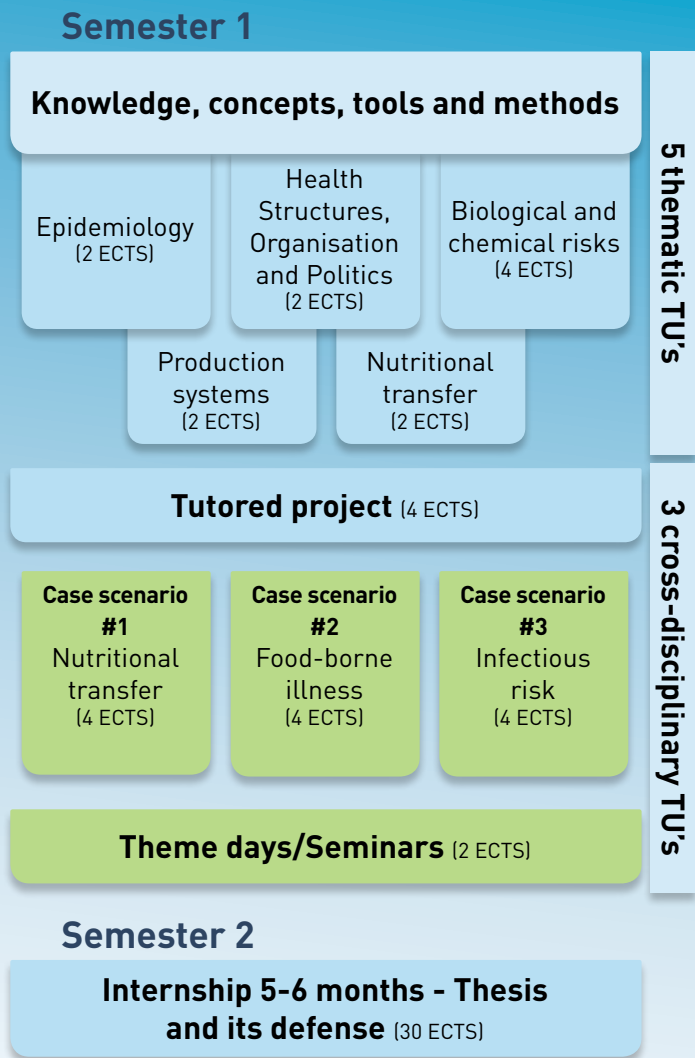 Semester 1
Knowledge, concepts, tools and methods
Epidemiology
(2 ECTS)
Health
Structures,
Organisation
and Politics
(2 ECTS)
Biological and
chemical risks
(4 ECTS)
Production
systems
(2 ECTS)
Nutritional
transfer
(2 ECTS)
5 thematic TU's
Tutored project (4 ECTS)
Case scenario
#1
Nutritional
transfer
(4 ECTS)
Case scenario
#2
Food-borne
illness
(4 ECTS)
Case scenario
#3
Infectious
risk
(4 ECTS)
Theme days/Seminars (2 ECTS)
3 cross-disciplinary TU's
Semester 2
Internship 5-6 months - Thesis
and its defense (30 ECTS)